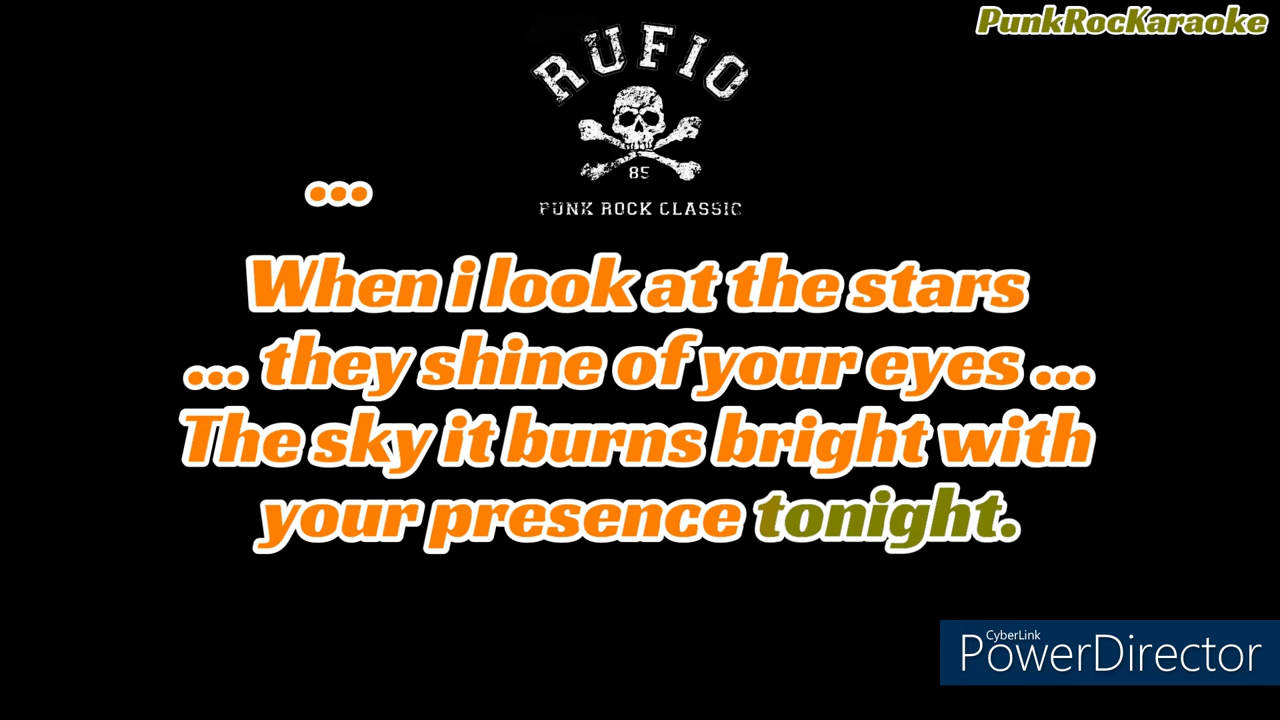 PunkRocKaraoke
RUFIO
85
PUNK ROCK CLASSIC
...
When i look at the stars
... they shine of your eyes ...
The sky it burns bright with
your presence tonight.
CyberLink
PowerDirector